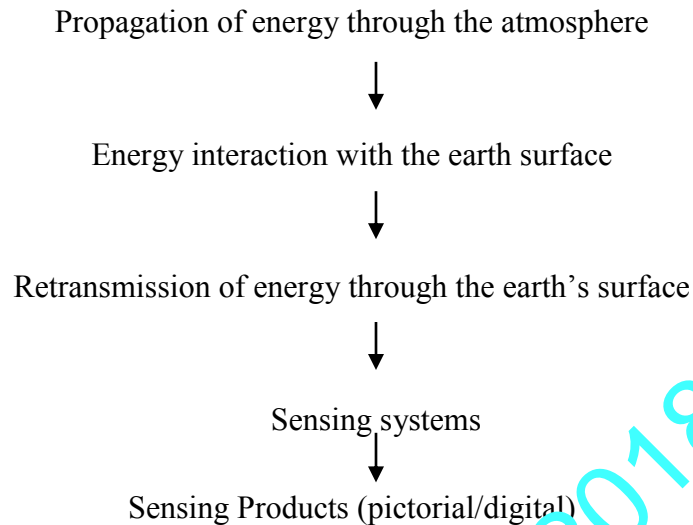 Propagation of energy through the atmosphere
Energy interaction with the earth surface
Retransmission of energy through the earth’s surface
Sensing systems
Sensing Products (pictorial/digital)
2018